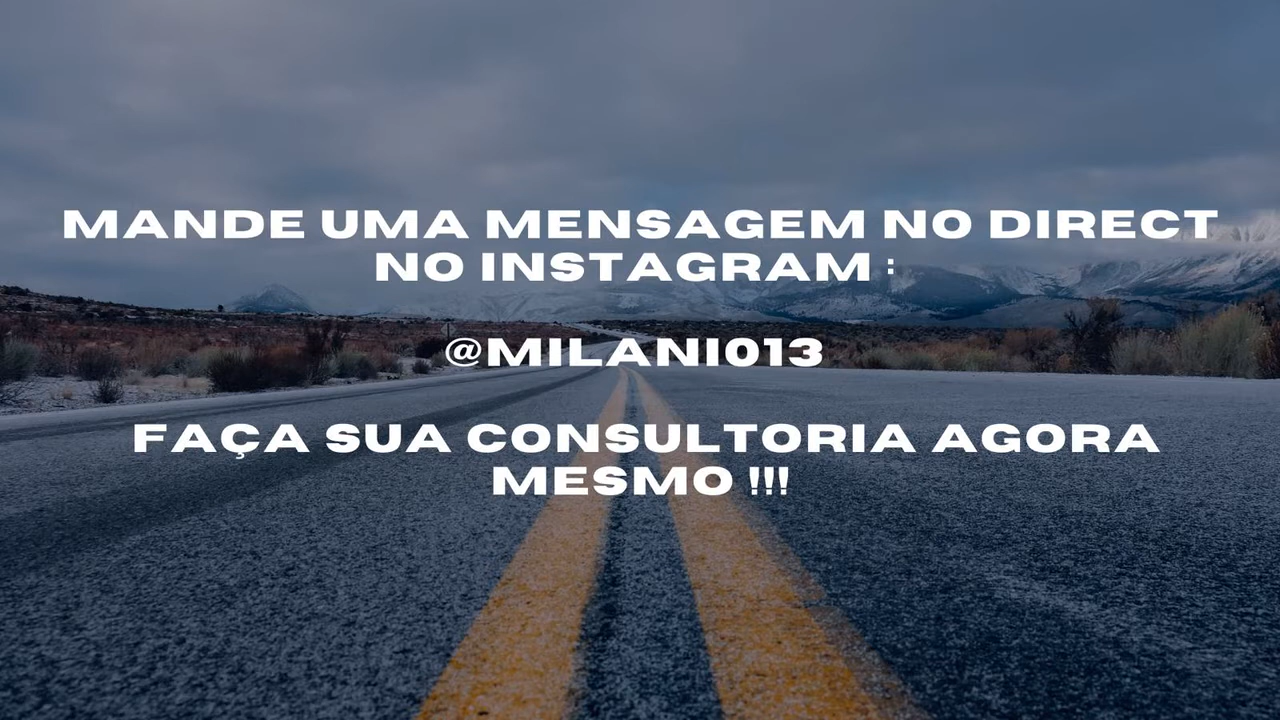 MANDE UMA MENSAGEM NO DIRECT
NO INSTAGRAM :
@MILANI013
FAÇA SUA CONSULTORIA AGORA
MESMO !!!